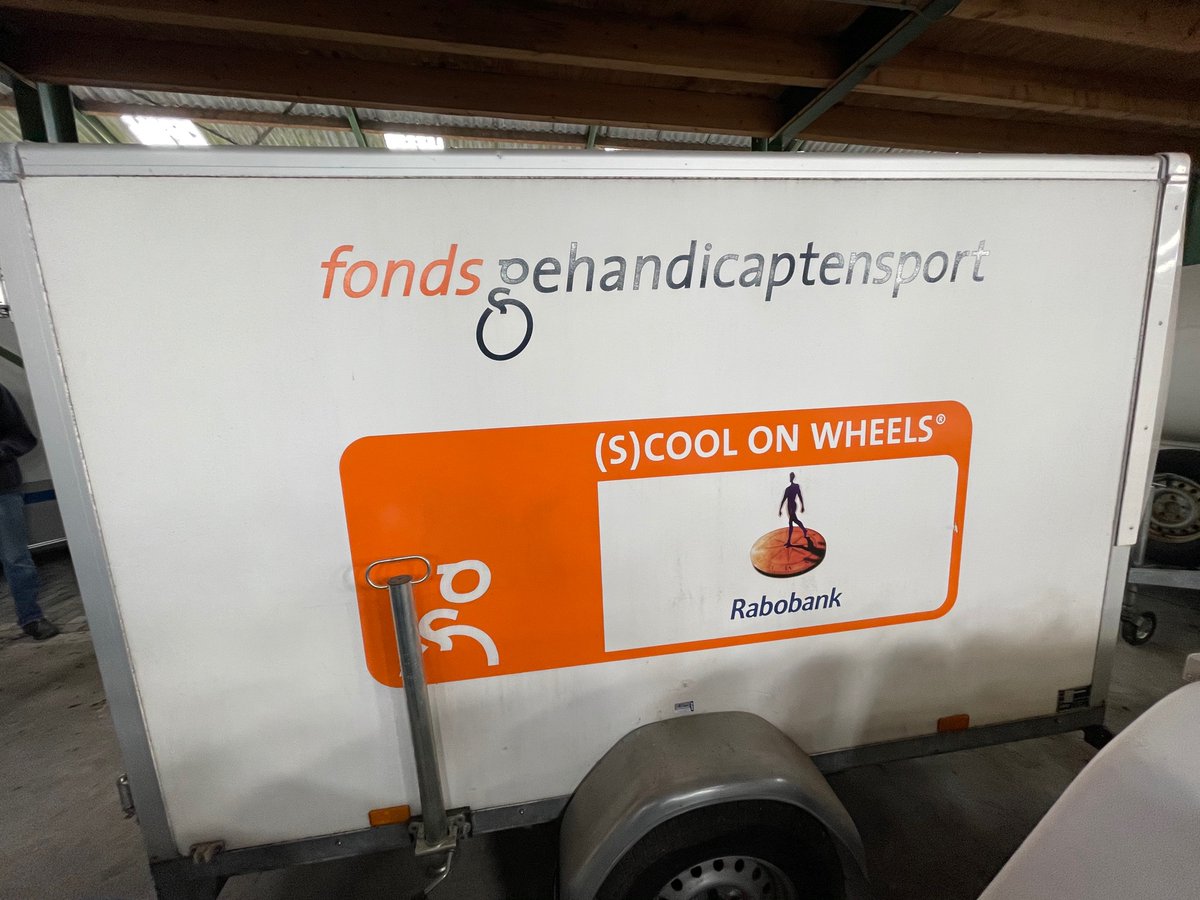 fonds gehandicaptensport
(S)COOL ON WHEELS®
Rabobank